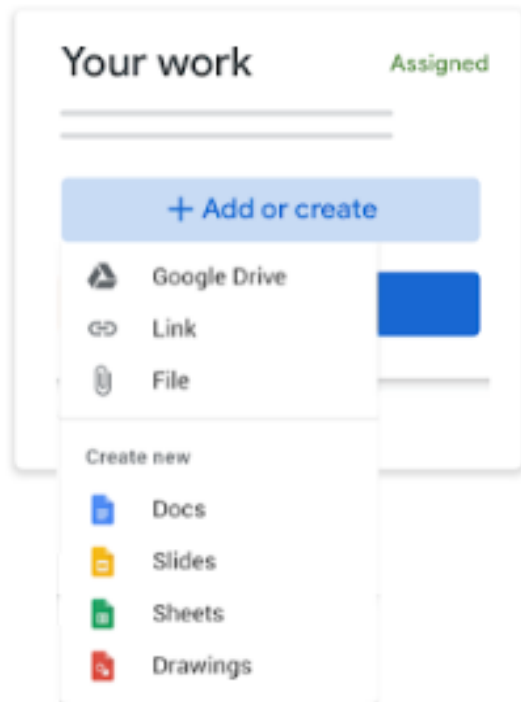 Your work
Assigned
+ Add or create
Google Drive
Link
File
Create new
Docs
Slides
Sheets
Drawings